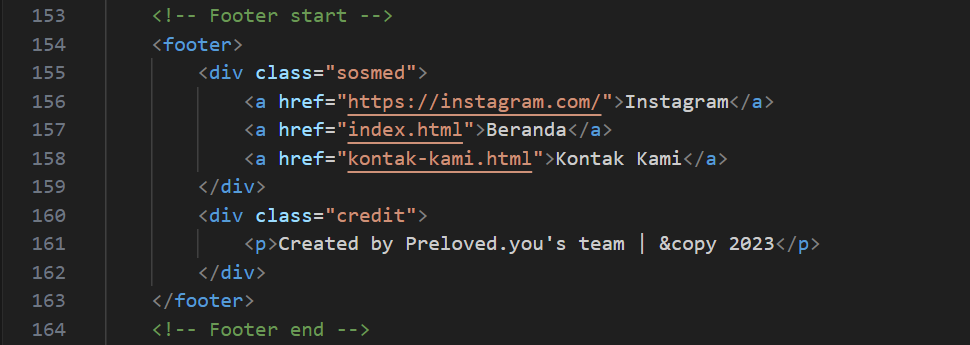 153 <!-- Footer start -->
154 <footer>
155 <div class="sosmed">
156 <a href="https://instagram.com/">Instagram</a>
157 <a href="index.html">Beranda</a>
158 <a href="kontak-kami.html">Kontak Kami</a>
159 </div>
160 <div class="credit">
161 <p>Created by Preloved.you's team | &copy 2023</p>
162 </div>
163 </footer>
164 <!-- Footer end -->